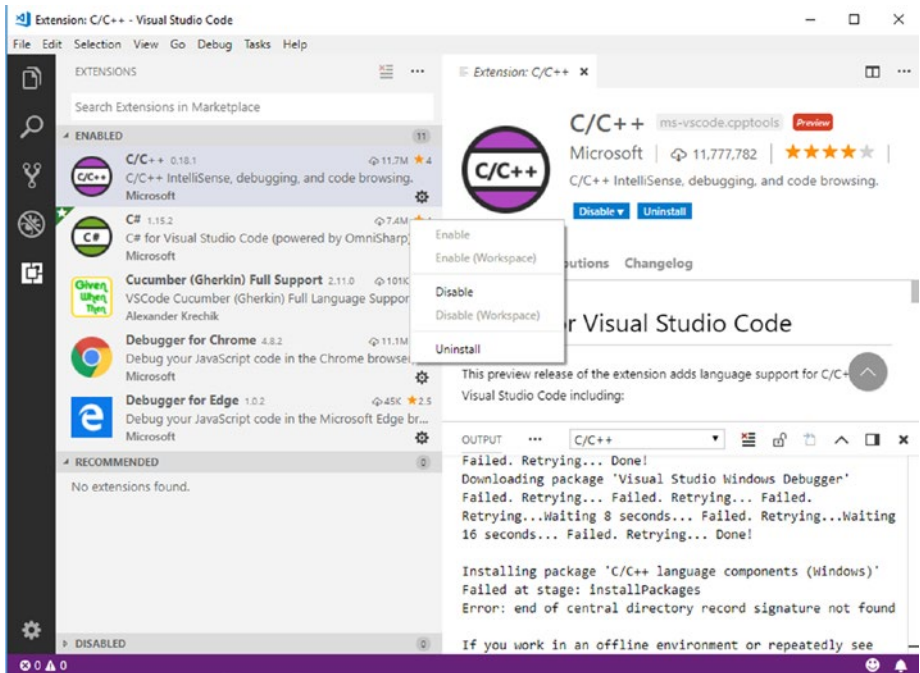 Extension: C/C++ - Visual Studio Code
File Edit Selection View Go Debug Tasks Help
EXTENSIONS
Search Extensions in Marketplace
ENABLED 11
C/C++ 0.18.1 11.7M 4
C/C++ IntelliSense, debugging, and code browsing.
Microsoft
C/C++
C# 1.15.2 7.4M
C# for Visual Studio Code (powered by OmniSharp)
Microsoft
C#
Cucumber (Gherkin) Full Support 2.11.0 101K
VSCode Cucumber (Gherkin) Full Language Suppor
Alexander Krechik
Given
When
Then
Debugger for Chrome 4.8.2 11.1M
Debug your JavaScript code in the Chrome browser
Microsoft
Debugger for Edge 1.0.2 45K 2.5
Debug your JavaScript code in the Microsoft Edge br...
Microsoft
RECOMMENDED 0
No extensions found.
DISABLED 0
0 0
Enable
Enable (Workspace)
Disable
Disable (Workspace)
Uninstall
Extension: C/C++
C/C++
C/C++ ms-vscode.cpptools Preview
Microsoft | 11,777,782 |
C/C++ IntelliSense, debugging, and code browsing.
Disable Uninstall
butions Changelog
r Visual Studio Code
This preview release of the extension adds language support for C/C+
Visual Studio Code including:
OUTPUT ... C/C++
Failed. Retrying... Done!
Downloading package 'Visual Studio Windows Debugger'
Failed. Retrying... Failed. Retrying... Failed.
Retrying...Waiting 8 seconds... Failed. Retrying...Waiting
16 seconds... Failed. Retrying... Done!
Installing package 'C/C++ language components (Windows)'
Failed at stage: installPackages
Error: end of central directory record signature not found
If you work in an offline environment or repeatedly see